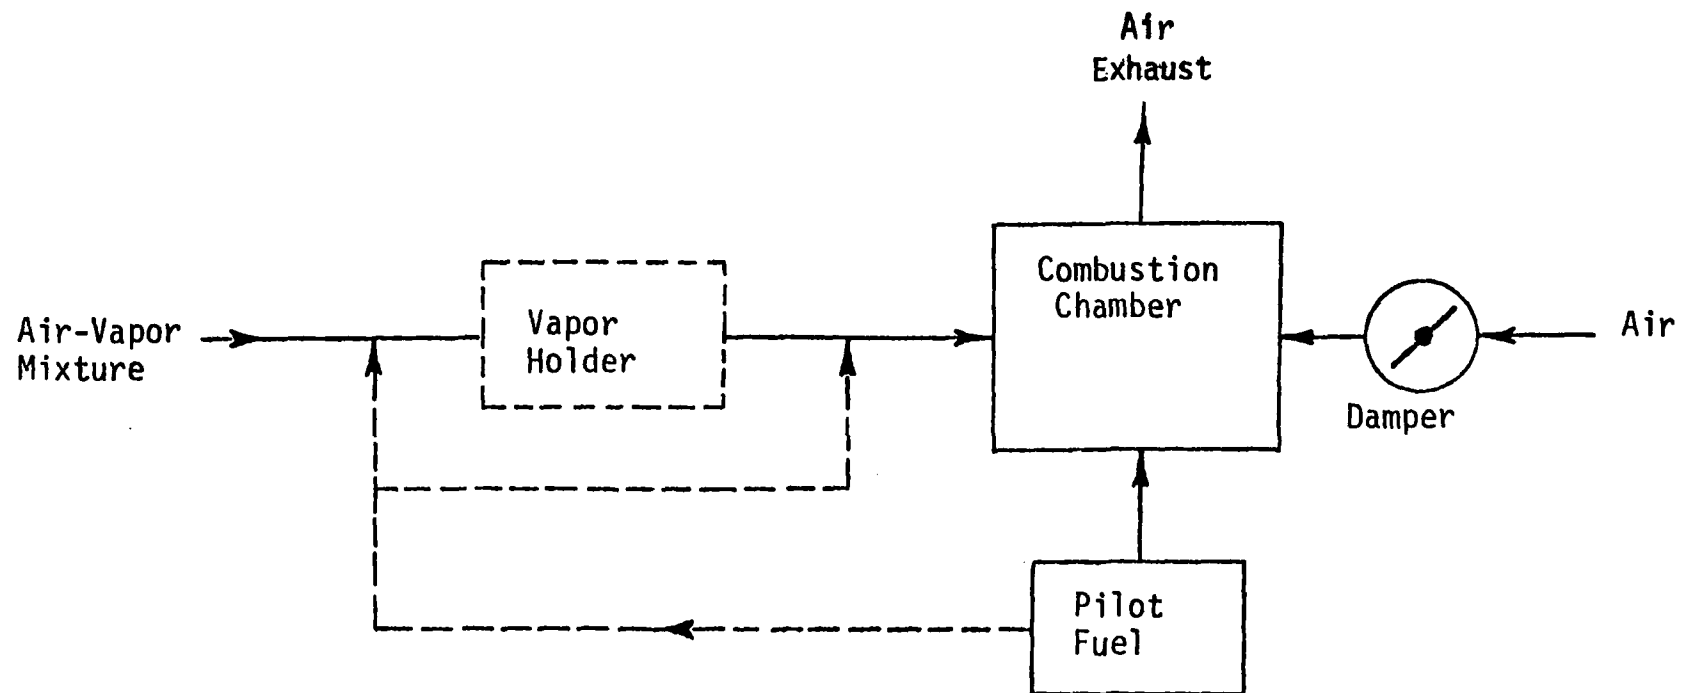 Air
Exhaust
Combustion
Chamber
Air-Vapor
Mixture
Vapor
Holder
Air
Damper
Pilot
Fuel